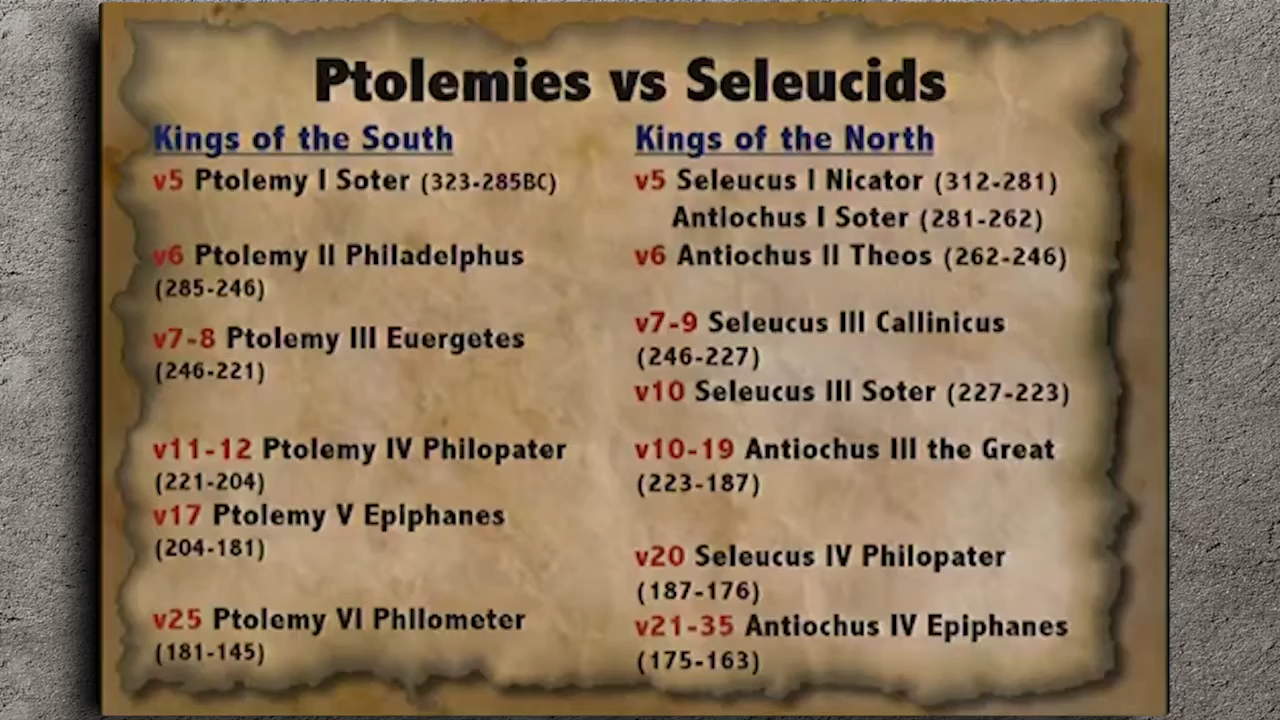 Ptolemies vs Seleucids
Kings of the South
v5 Ptolemy I Soter (323-285BC)
v6 Ptolemy II Philadelphus
(285-246)
v7-8 Ptolemy III Euergetes
(246-221)
v11-12 Ptolemy IV Philopater
(221-204)
v17 Ptolemy V Epiphanes
(204-181)
v25 Ptolemy VI Philometer
(181-145)
Kings of the North
v5 Seleucus I Nicator (312-281)
Antiochus I Soter (281-262)
v6 Antiochus II Theos (262-246)
v7-9 Seleucus III Callinicus
(246-227)
v10 Seleucus III Soter (227-223)
v10-19 Antiochus III the Great
(223-187)
v20 Seleucus IV Philopater
(187-176)
v21-35 Antiochus IV Epiphanes
(175-163)